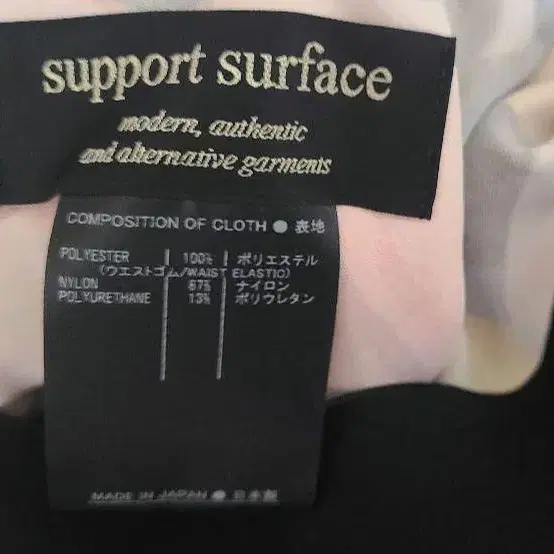 support surface
modern, authentic
and alternative garments
COMPOSITION OF CLOTH ● 表地
POLYESTER 100% ポリエステル
(ウエストゴム/WAIST ELASTIC)
NYLON 87% ナイロン
POLYURETHANE 13% ポリウレタン
MADE IN JAPAN ● 日本製